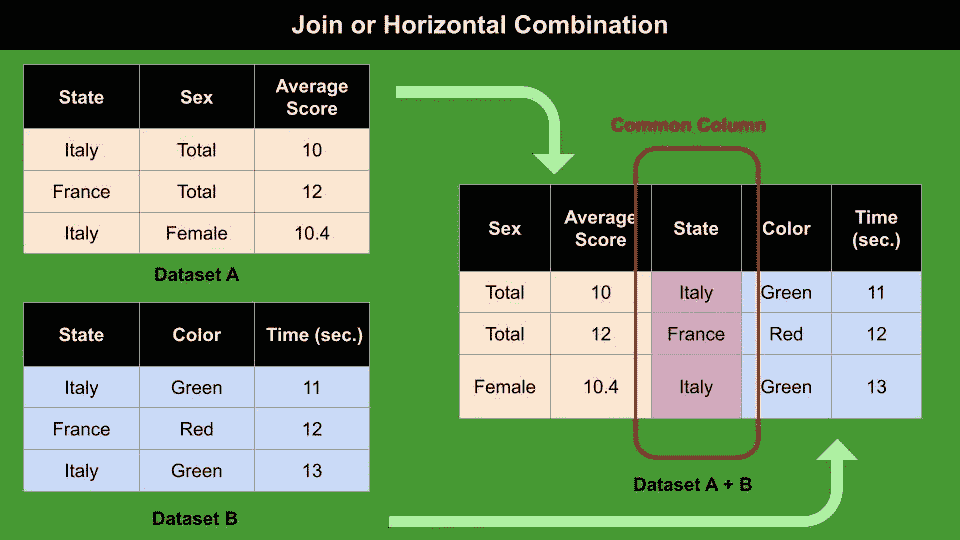 Join or Horizontal Combination
State Sex Average Score
Italy Total 10
France Total 12
Italy Female 10.4
Dataset A
State Color Time (sec.)
Italy Green 11
France Red 12
Italy Green 13
Dataset B
Common Column
Sex Average Score State Color Time (sec.)
Total 10 Italy Green 11
Total 12 France Red 12
Female 10.4 Italy Green 13
Dataset A + B